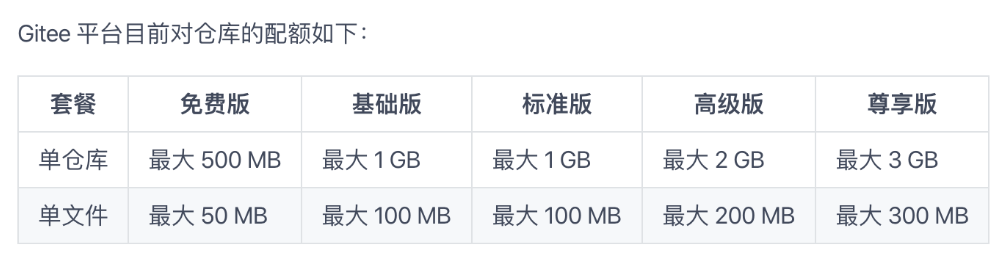 Gitee 平台目前对仓库的配额如下：
套餐 免费版 基础版 标准版 高级版 尊享版
单仓库 最大 500 MB 最大 1 GB 最大 1 GB 最大 2 GB 最大 3 GB
单文件 最大 50 MB 最大 100 MB 最大 100 MB 最大 200 MB 最大 300 MB